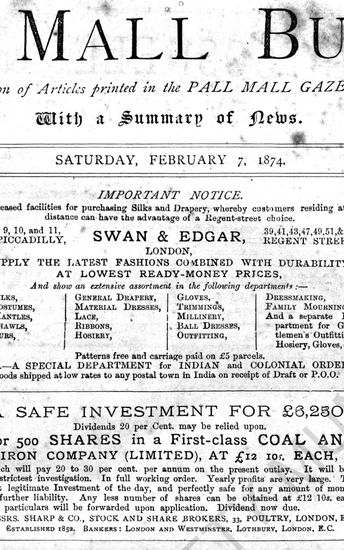 MALL BU
on of Articles printed in the PALL MALL GAZE
With a Summary of News.
SATURDAY, FEBRUARY 7, 1874.
IMPORTANT NOTICE.
eased facilities for purchasing Silks and Drapery, whereby customers residing at
distance can have the advantage of a Regent-street choice.
9, 10, and 11,
PICCADILLY,
SWAN & EDGAR,
39, 41, 43, 47, 49, 51, &
REGENT STREE
LONDON,
UPPLY THE LATEST FASHIONS COMBINED WITH DURABILIT
AT LOWEST READY-MONEY PRICES,
And show an extensive assortment in the following departments:—
ILKS,
OSTUMES,
ANTLES,
HAWLS,
URS,
GENERAL DRAPERY,
MATERIAL DRESSES,
LACE,
RIBBONS,
HOSIERY,
GLOVES,
TRIMMINGS,
MILLINERY,
BALL DRESSES,
OUTFITTING,
DRESSMAKING,
FAMILY MOURNING
And a separate D
partment for G
tlemen's Outfittin
Hosiery, Gloves,
Patterns free and carriage paid on £5 parcels.
.—A SPECIAL DEPARTMENT for INDIAN and COLONIAL ORDER
oods shipped at low rates to any postal town in India on receipt of Draft or P.O.O.
A SAFE INVESTMENT FOR £6,250
Dividends 20 per Cent. may be relied upon.
or 500 SHARES in a First-class COAL AN
IRON COMPANY (LIMITED), AT £12 10s. EACH,
ich will pay 20 to 30 per cent. per annum on the present outlay. It will be
strictest investigation. In full working order. Yearly profits are very large. T
t legitimate Investment of the day, and perfectly safe for any amount of m
further liability. Any less number of shares can be obtained at £12 10s. ea
particulars will be forwarded upon application. Dividend now due.
SSRS. SHARP & CO., STOCK AND SHARE BROKERS, 33, POULTRY, LONDON, E
ESTABLISHED 1852. BANKERS: LONDON AND WESTMINSTER, LOTHBURY, LONDON, E.C.